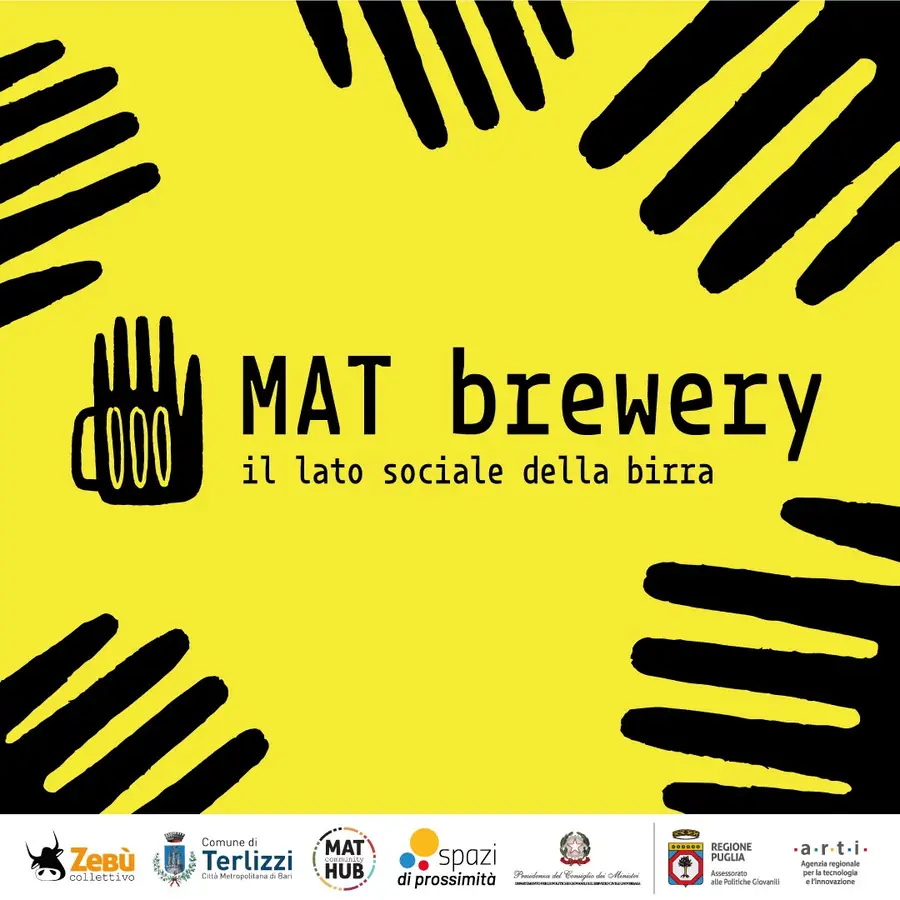 MAT brewery
il lato sociale della birra
Zebù
collettivo
Comune di
Terlizzi
Città Metropolitana di Bari
MAT
community
HUB
spazi
di prossimità
Presidenza del Consiglio dei Ministri
REGIONE
PUGLIA
Assessorato
alle Politiche Giovanili
a.r.t.i.
Agenzia regionale
per la tecnologia
e l'innovazione